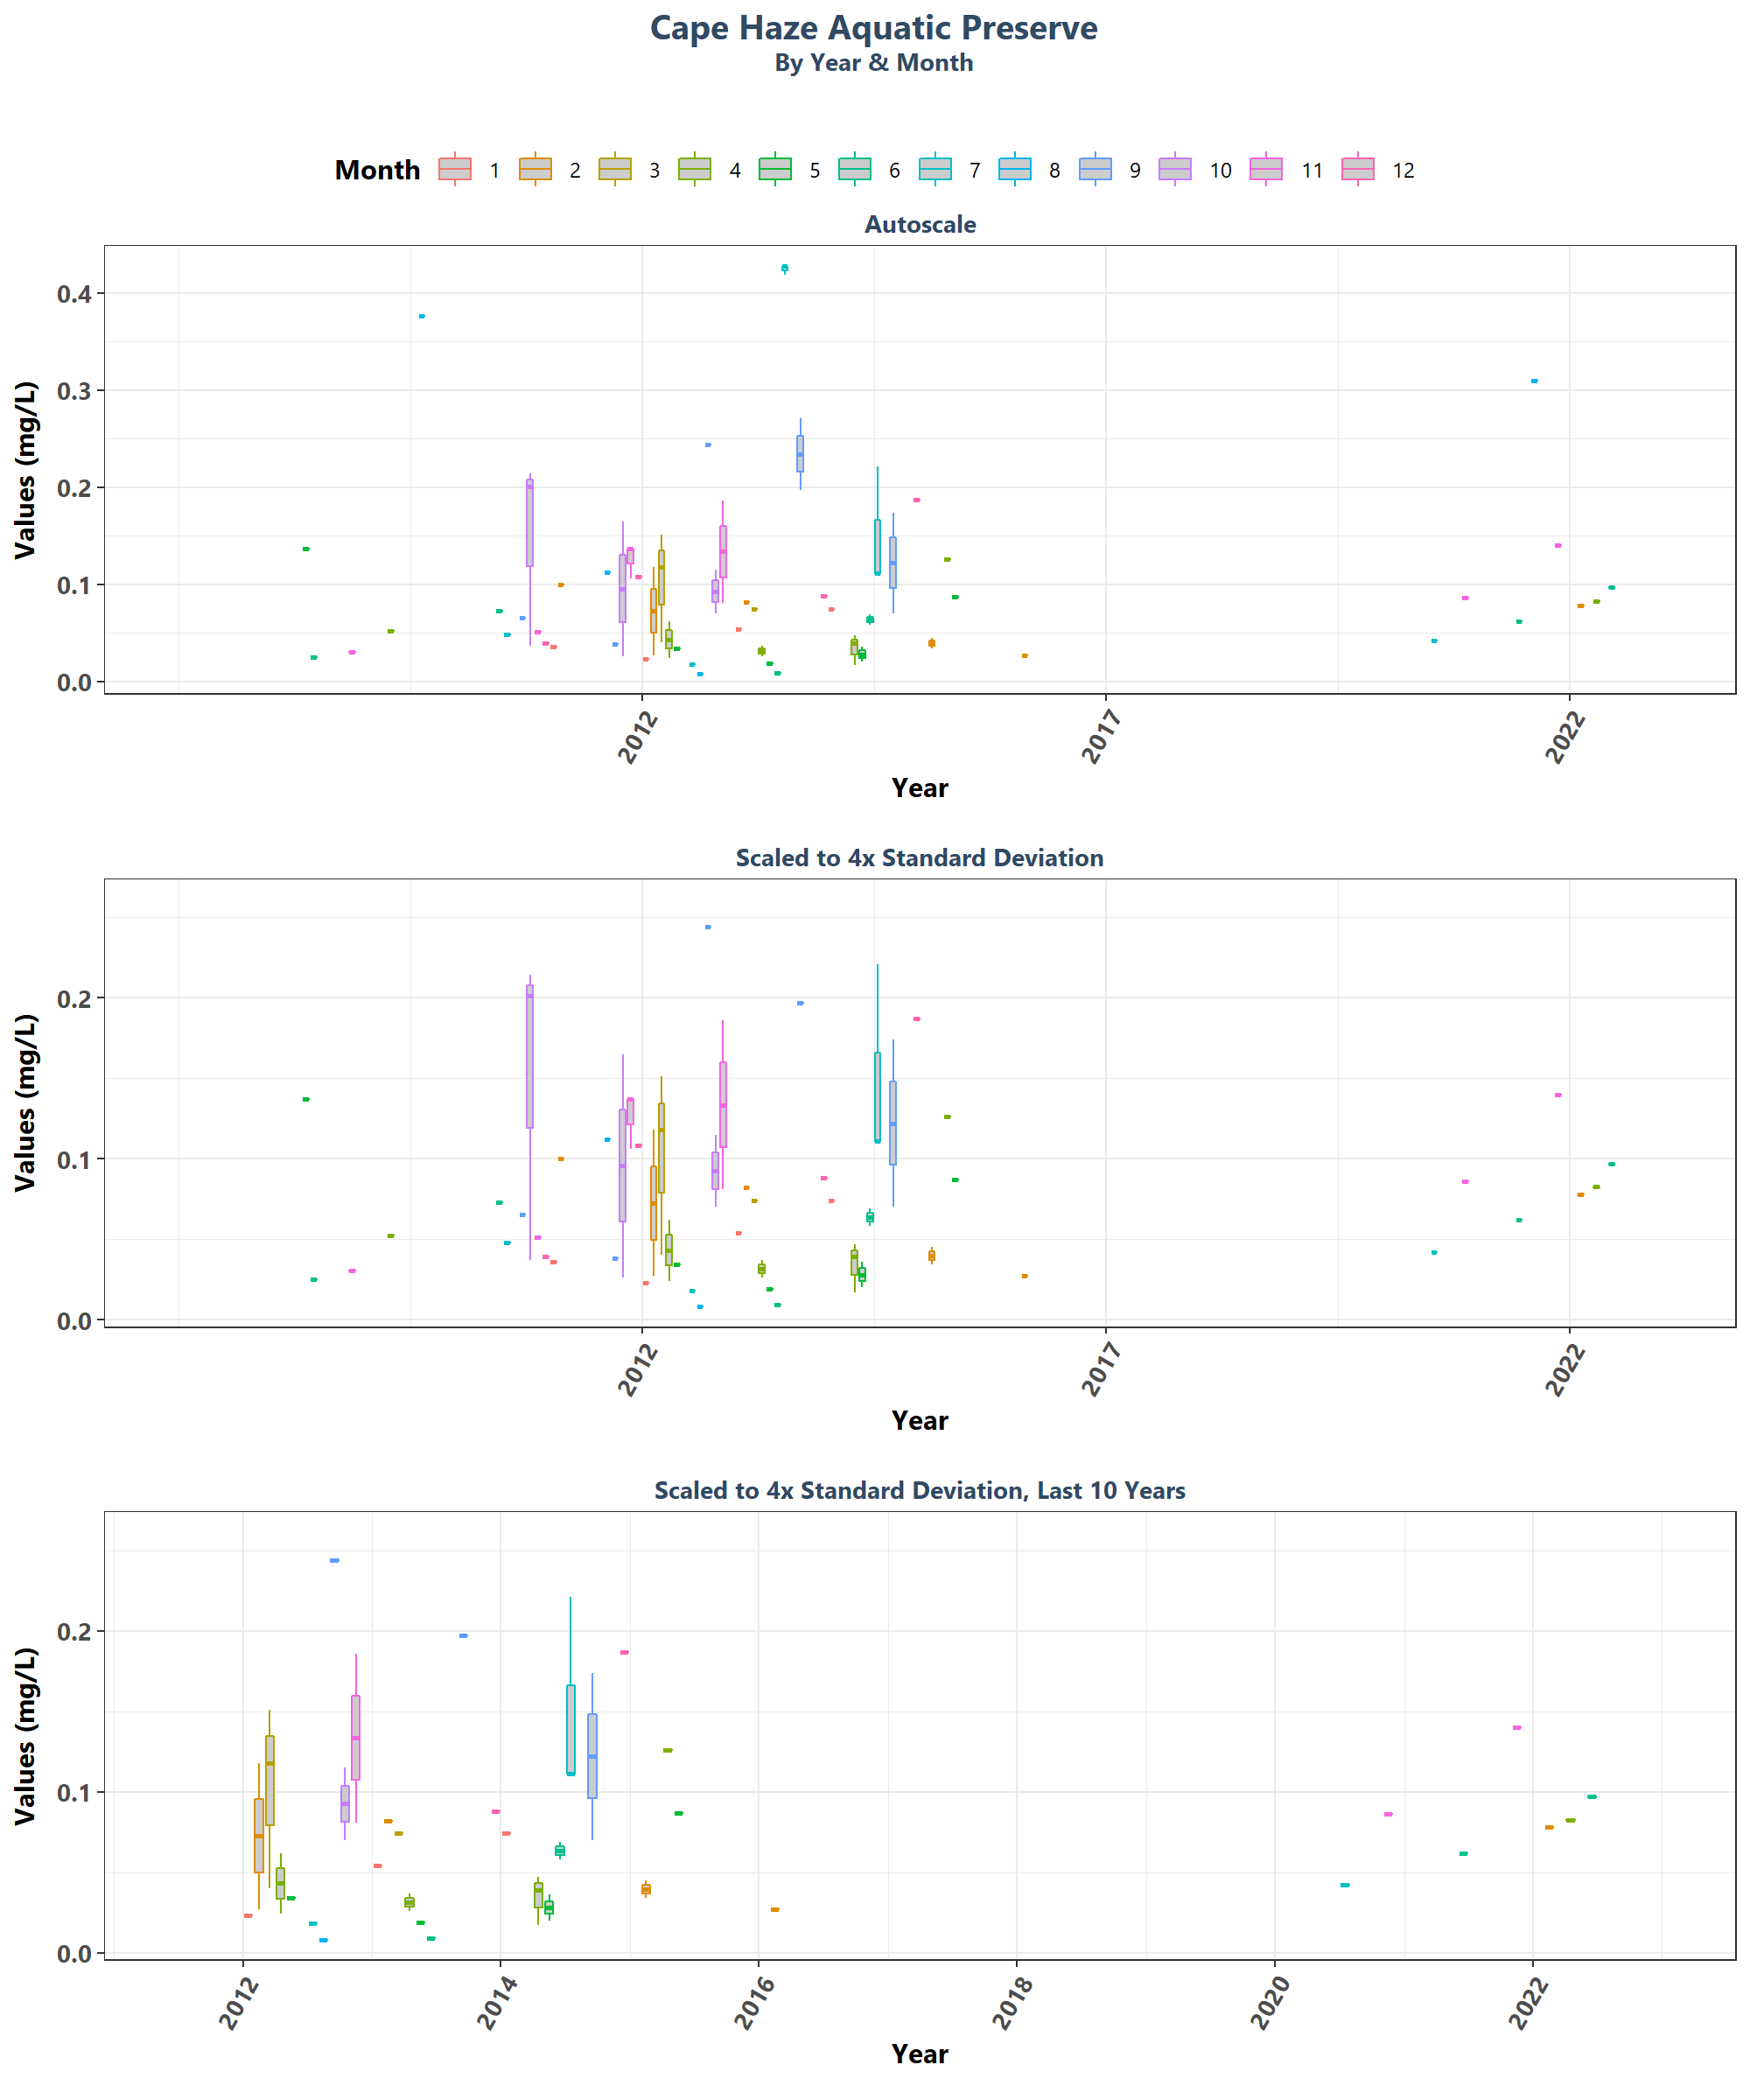 Cape Haze Aquatic Preserve
By Year & Month
Month 1 2 3 4 5 6 7 8 9 10 11 12
Autoscale
Values (mg/L)
0.4
0.3
0.2
0.1
0.0
2012 2017 2022
Year
Scaled to 4x Standard Deviation
Values (mg/L)
0.2
0.1
0.0
2012 2017 2022
Year
Scaled to 4x Standard Deviation, Last 10 Years
Values (mg/L)
0.2
0.1
0.0
2012 2014 2016 2018 2020 2022
Year